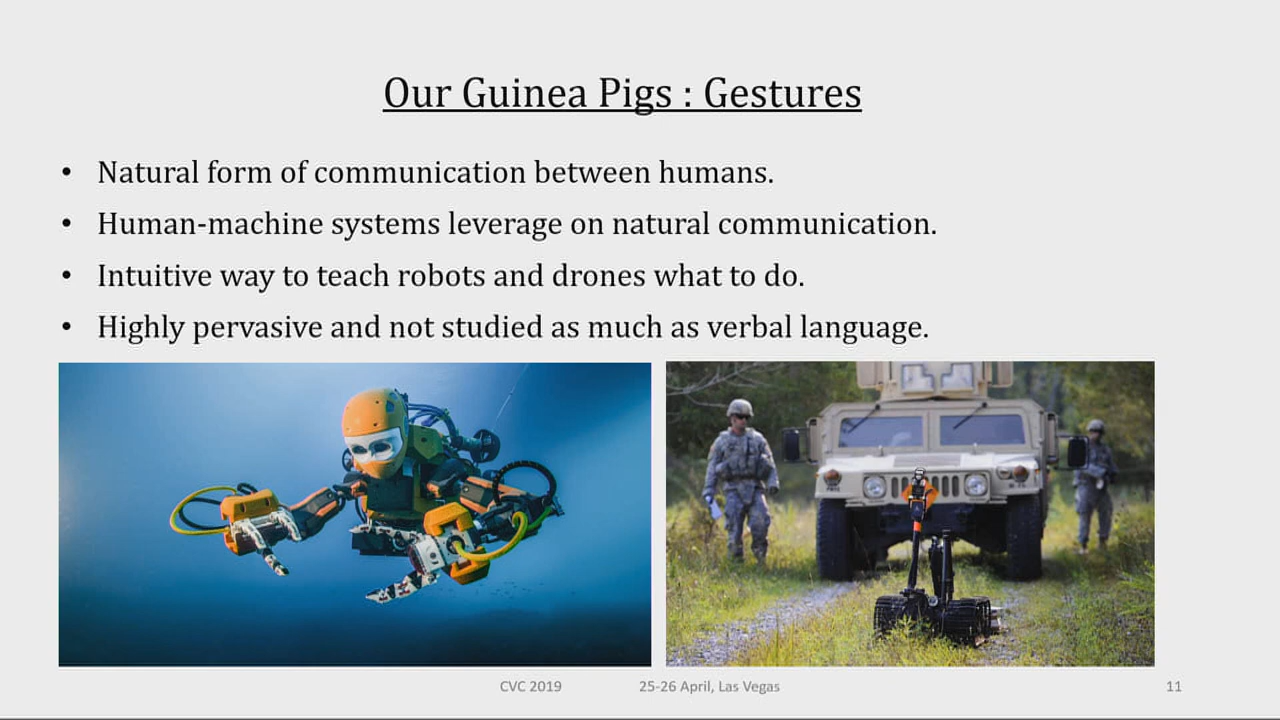 Our Guinea Pigs : Gestures
• Natural form of communication between humans.
• Human-machine systems leverage on natural communication.
• Intuitive way to teach robots and drones what to do.
• Highly pervasive and not studied as much as verbal language.
CVC 2019 25-26 April, Las Vegas 11